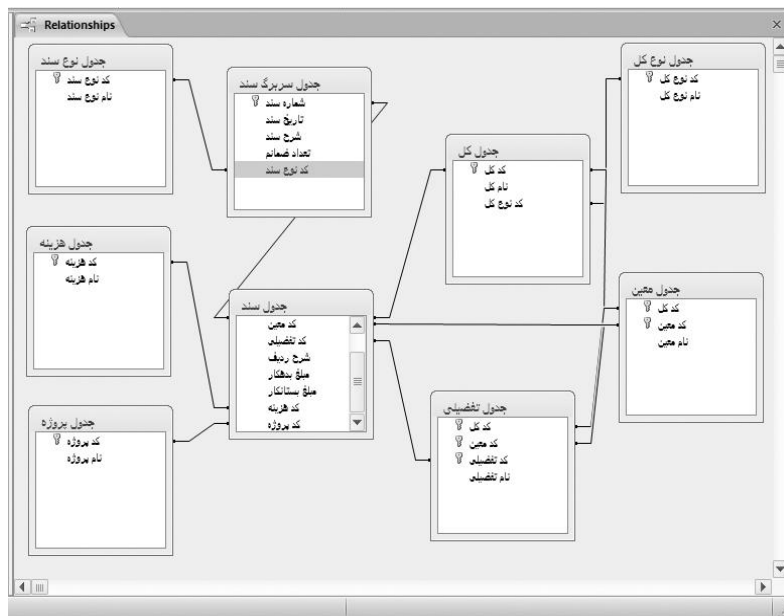 Relationships
جدول نوع سند
کد نوع سند
نام نوع سند
جدول سربرگ سند
شماره سند
تاریخ سند
شرح سند
تعداد ضمائم
کد نوع سند
جدول کل
کد کل
نام کل
کد نوع کل
جدول نوع کل
کد نوع کل
نام نوع کل
جدول هزینه
کد هزینه
نام هزینه
جدول سند
کد معین
کد تفضیلی
شرح ردیف
مبلغ بدهکار
مبلغ بستانکار
کد هزینه
کد پروژه
جدول معین
کد کل
کد معین
نام معین
جدول پروژه
کد پروژه
نام پروژه
جدول تفضیلی
کد کل
کد معین
کد تفضیلی
نام تفضیلی